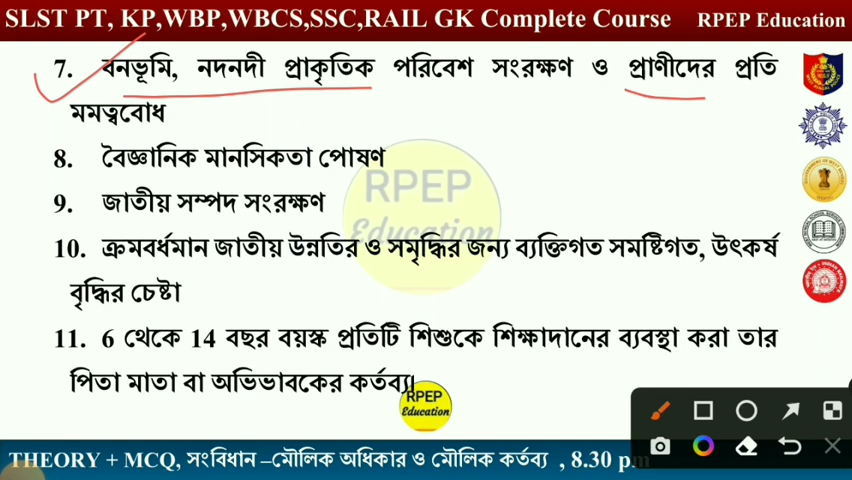 SLST PT, KP,WBP,WBCS,SSC,RAIL GK Complete Course RPEP Education
7. বনভূমি, নদনদী প্রাকৃতিক পরিবেশ সংরক্ষণ ও প্রাণীদের প্রতি
মমত্ববোধ
8. বৈজ্ঞানিক মানসিকতা পোষণ
RPEP
Education
9. জাতীয় সম্পদ সংরক্ষণ
10. ক্রমবর্ধমান জাতীয় উন্নতির ও সমৃদ্ধির জন্য ব্যক্তিগত সমষ্টিগত, উৎকর্ষ
বৃদ্ধির চেষ্টা
11. 6 থেকে 14 বছর বয়স্ক প্রতিটি শিশুকে শিক্ষাদানের ব্যবস্থা করা তার
পিতা মাতা বা অভিভাবকের কর্তব্য।
RPEP
Education
THEORY + MCQ, সংবিধান –মৌলিক অধিকার ও মৌলিক কর্তব্য , 8.30 pm